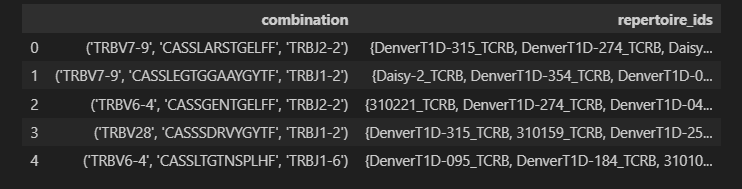 combination repertoire_ids
0 ('TRBV7-9', 'CASSLARSTGELFF', 'TRBJ2-2') {DenverT1D-315_TCRB, DenverT1D-274_TCRB, Daisy...
1 ('TRBV7-9', 'CASSLEGTGGAAYGYTF', 'TRBJ1-2') {Daisy-2_TCRB, DenverT1D-354_TCRB, DenverT1D-0...
2 ('TRBV6-4', 'CASSGENTGELFF', 'TRBJ2-2') {310221_TCRB, DenverT1D-274_TCRB, DenverT1D-04...
3 ('TRBV28', 'CASSSDRVYGYTF', 'TRBJ1-2') {DenverT1D-315_TCRB, 310159_TCRB, DenverT1D-25...
4 ('TRBV6-4', 'CASSLTGTNSPLHF', 'TRBJ1-6') {DenverT1D-095_TCRB, DenverT1D-184_TCRB, 31010...